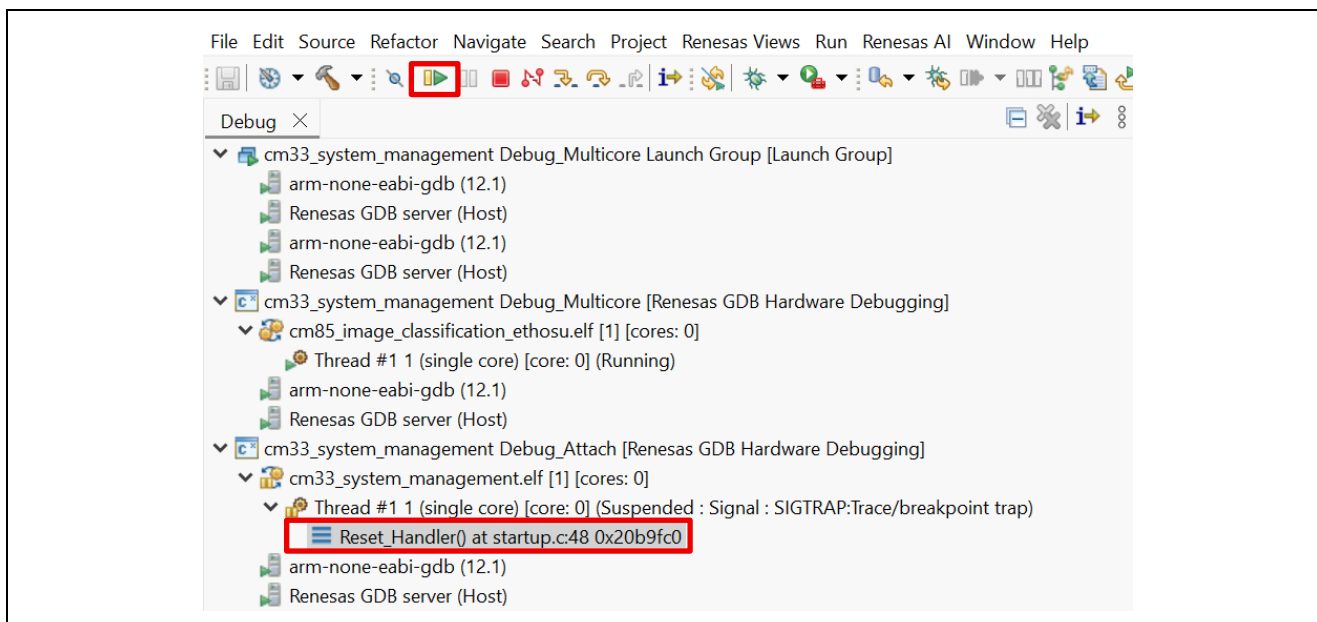 File Edit Source Refactor Navigate Search Project Renesas Views Run Renesas AI Window Help
Debug
cm33_system_management Debug_Multicore Launch Group [Launch Group]
arm-none-eabi-gdb (12.1)
Renesas GDB server (Host)
arm-none-eabi-gdb (12.1)
Renesas GDB server (Host)
cm33_system_management Debug_Multicore [Renesas GDB Hardware Debugging]
cm85_image_classification_ethosu.elf [1] [cores: 0]
Thread #1 1 (single core) [core: 0] (Running)
arm-none-eabi-gdb (12.1)
Renesas GDB server (Host)
cm33_system_management Debug_Attach [Renesas GDB Hardware Debugging]
cm33_system_management.elf [1] [cores: 0]
Thread #1 1 (single core) [core: 0] (Suspended : Signal : SIGTRAP:Trace/breakpoint trap)
Reset_Handler() at startup.c:48 0x20b9fc0
arm-none-eabi-gdb (12.1)
Renesas GDB server (Host)